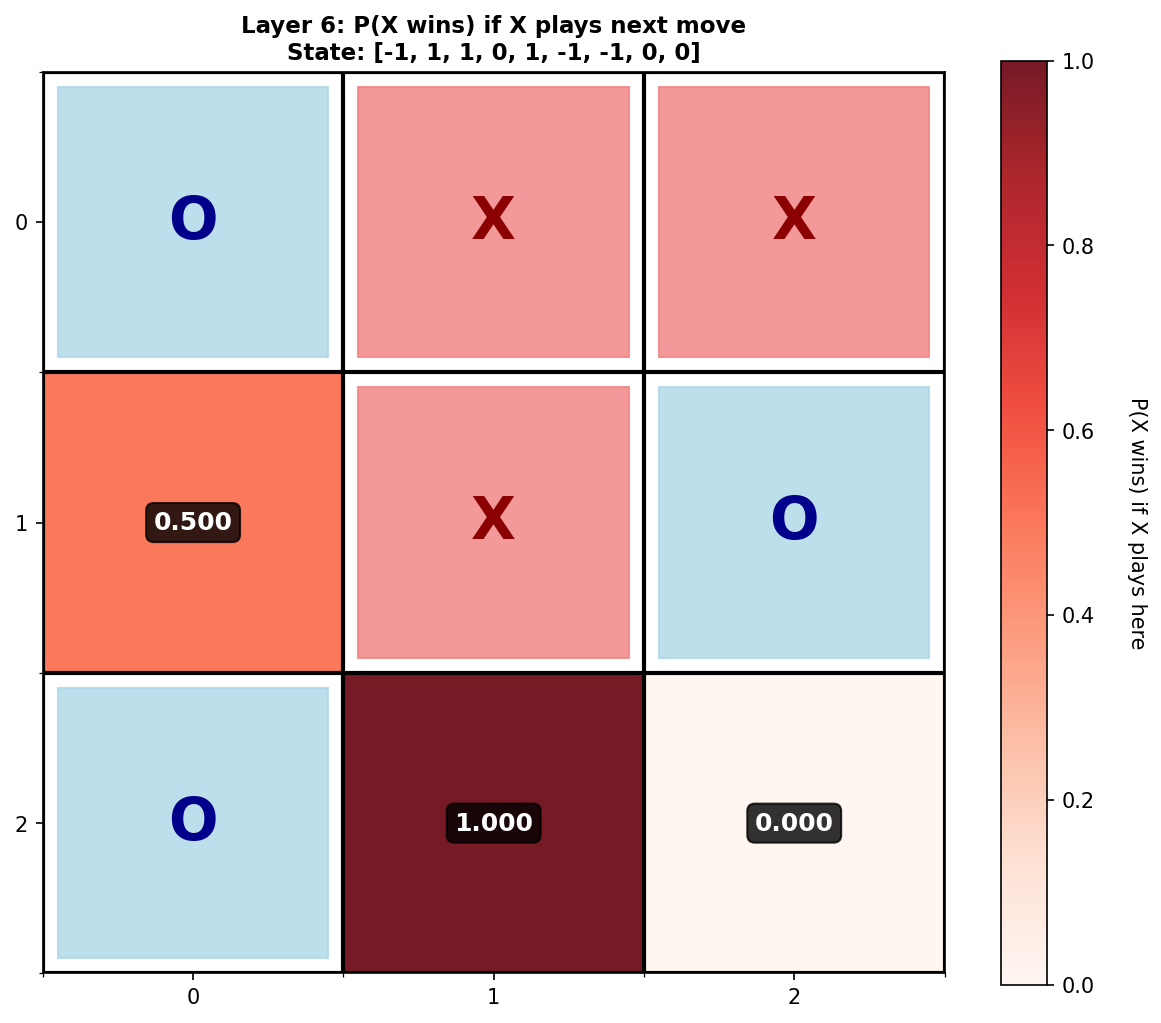 Layer 6: P(X wins) if X plays next move
State: [-1, 1, 1, 0, 1, -1, -1, 0, 0]
0
O
X
X
1
0.500
X
O
2
O
1.000
0.000
0
1
2
1.0
0.8
0.6
0.4
0.2
0.0
P(X wins) if X plays here